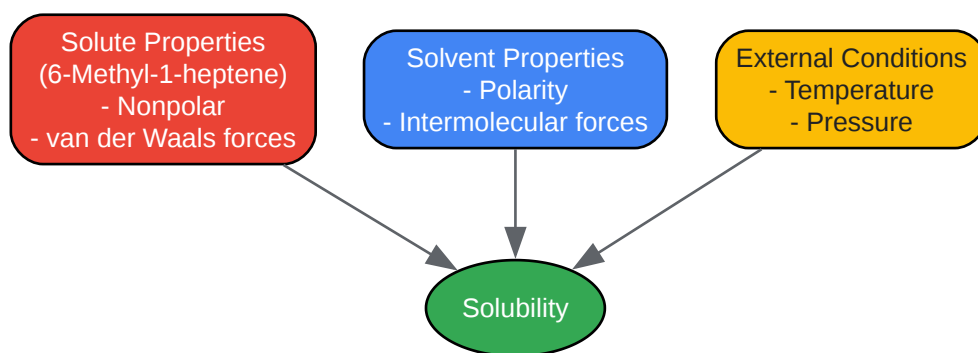 Solute Properties
(6-Methyl-1-heptene)
- Nonpolar
- van der Waals forces
Solvent Properties
- Polarity
- Intermolecular forces
External Conditions
- Temperature
- Pressure
Solubility